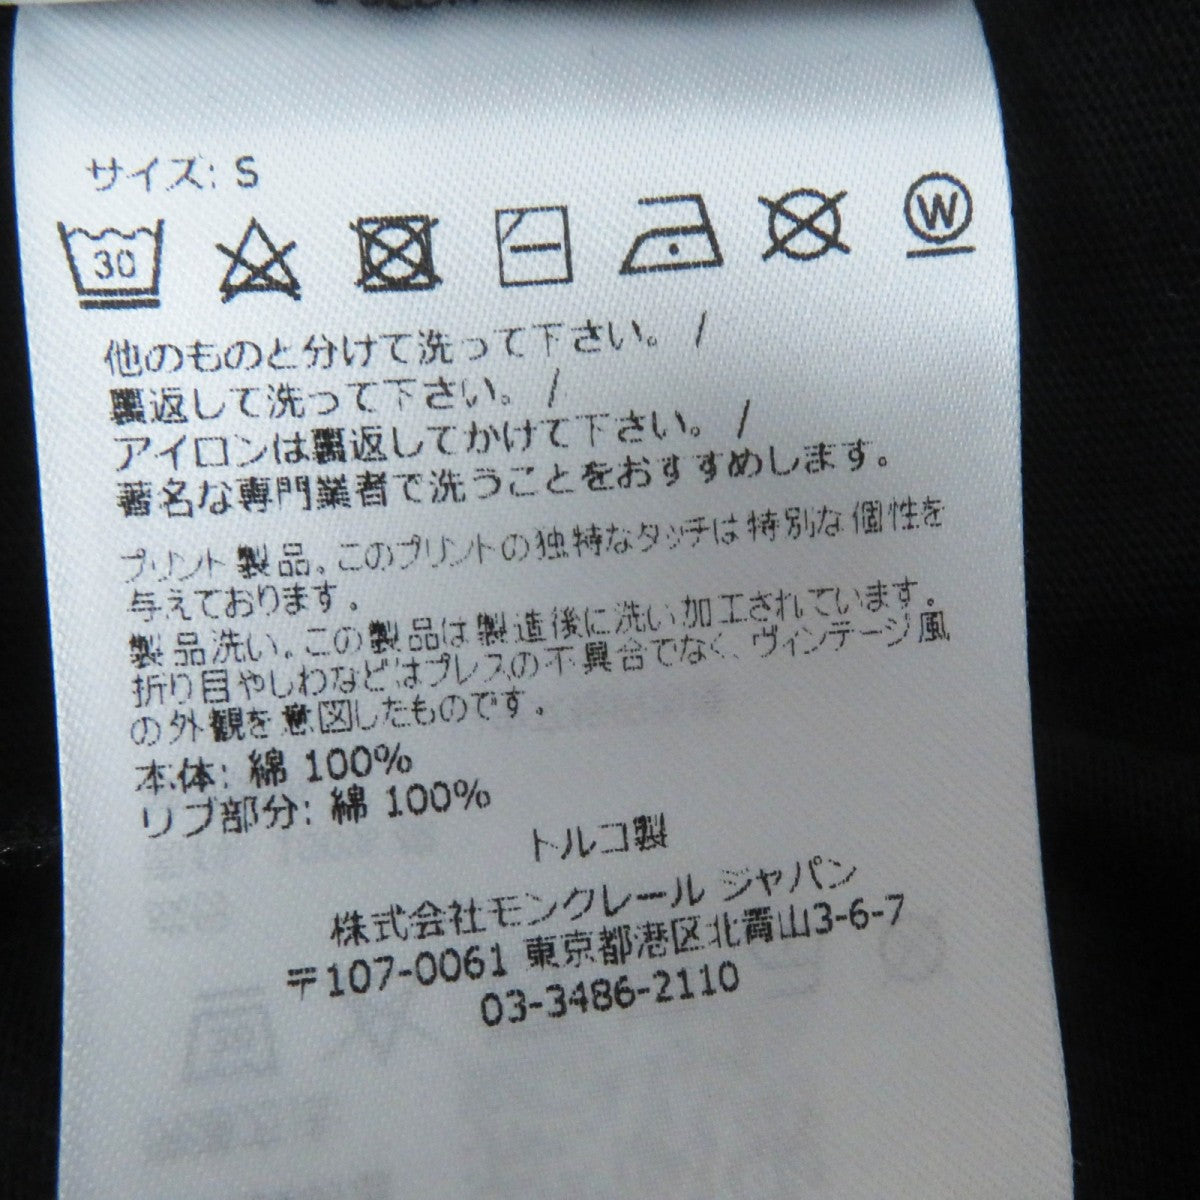 サイズ: S
30
W
他のものと分けて洗って下さい。 /
裏返して洗って下さい。 /
アイロンは裏返してかけて下さい。 /
著名な専門業者で洗うことをおすすめします。
プリント製品。このプリントの独特なタッチは特別な個性を
与えております。
製品洗い。この製品は製造後に洗い加工されています。
折り目やしわなどはプレスの不具合でなく、ヴィンテージ風
の外観を意図したものです。
本体: 綿 100%
リブ部分: 綿 100%
トルコ製
株式会社モンクレール ジャパン
〒107-0061 東京都港区北青山3-6-7
03-3486-2110